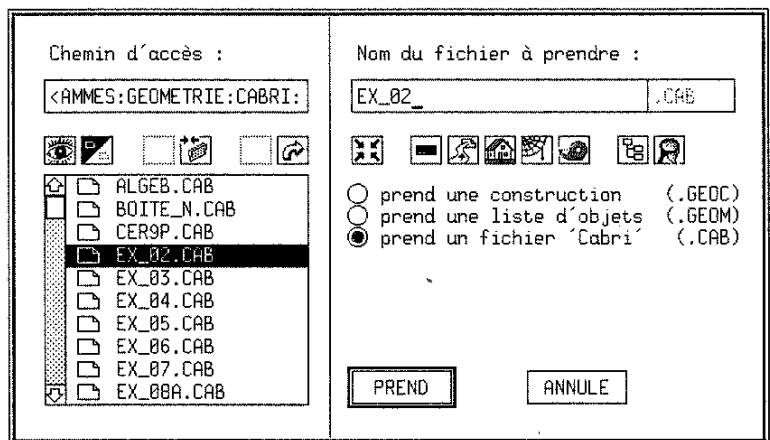 Chemin d´accès :
<AMMES:GEOMETRIE:CABRI:
ALGEB.CAB
BOITE_N.CAB
CER9P.CAB
EX_02.CAB
EX_03.CAB
EX_04.CAB
EX_05.CAB
EX_06.CAB
EX_07.CAB
EX_08A.CAB
Nom du fichier à prendre :
EX_02_ .CAB
prend une construction (.GEOC)
prend une liste d´objets (.GEOM)
prend un fichier ´Cabri´ (.CAB)
PREND ANNULE